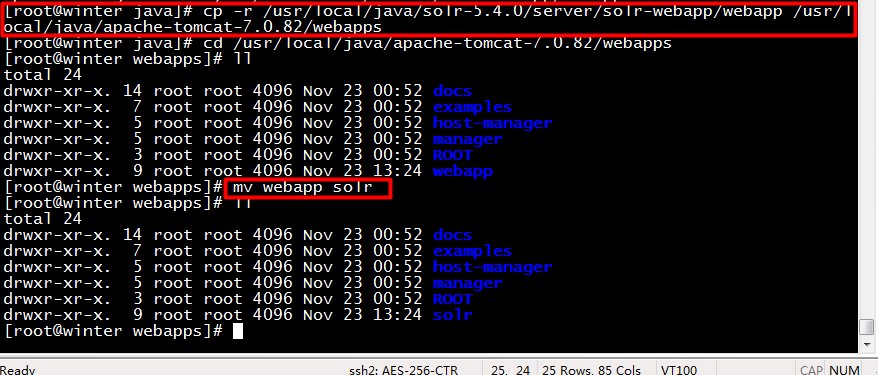 [root@winter java]# cp -r /usr/local/java/solr-5.4.0/server/solr-webapp/webapp /usr/l
ocal/java/apache-tomcat-7.0.82/webapps
[root@winter java]# cd /usr/local/java/apache-tomcat-7.0.82/webapps
[root@winter webapps]# ll
total 24
drwxr-xr-x. 14 root root 4096 Nov 23 00:52 docs
drwxr-xr-x.  7 root root 4096 Nov 23 00:52 examples
drwxr-xr-x.  5 root root 4096 Nov 23 00:52 host-manager
drwxr-xr-x.  5 root root 4096 Nov 23 00:52 manager
drwxr-xr-x.  3 root root 4096 Nov 23 00:52 ROOT
drwxr-xr-x.  9 root root 4096 Nov 23 13:24 webapp
[root@winter webapps]# mv webapp solr
[root@winter webapps]# ll
total 24
drwxr-xr-x. 14 root root 4096 Nov 23 00:52 docs
drwxr-xr-x.  7 root root 4096 Nov 23 00:52 examples
drwxr-xr-x.  5 root root 4096 Nov 23 00:52 host-manager
drwxr-xr-x.  5 root root 4096 Nov 23 00:52 manager
drwxr-xr-x.  3 root root 4096 Nov 23 00:52 ROOT
drwxr-xr-x.  9 root root 4096 Nov 23 13:24 solr
[root@winter webapps]#
Ready ssh2: AES-256-CTR 25, 24 25 Rows, 85 Cols VT100 CAP NUM